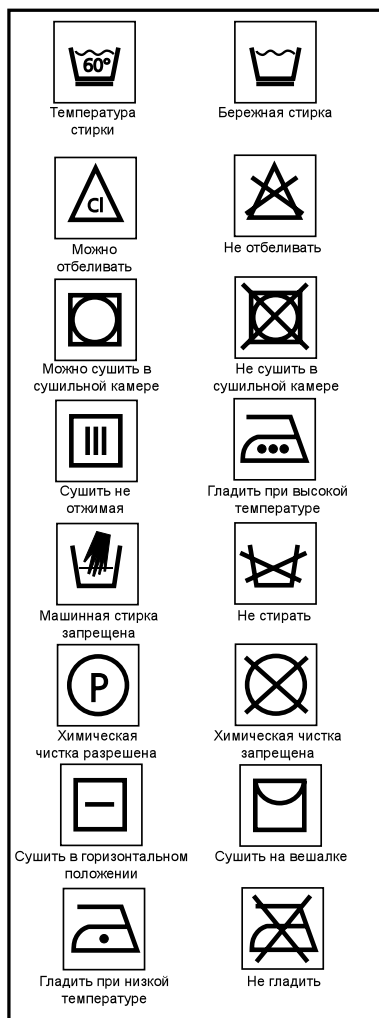 60°
Температура
стирки
Бережная стирка
Cl
Можно
отбеливать
Не отбеливать
Можно сушить в
сушильной камере
Не сушить в
сушильной камере
Сушить не
отжимая
Гладить при высокой
температуре
Машинная стирка
запрещена
Не стирать
P
Химическая
чистка разрешена
Химическая чистка
запрещена
Сушить в горизонтальном
положении
Сушить на вешалке
Гладить при низкой
температуре
Не гладить